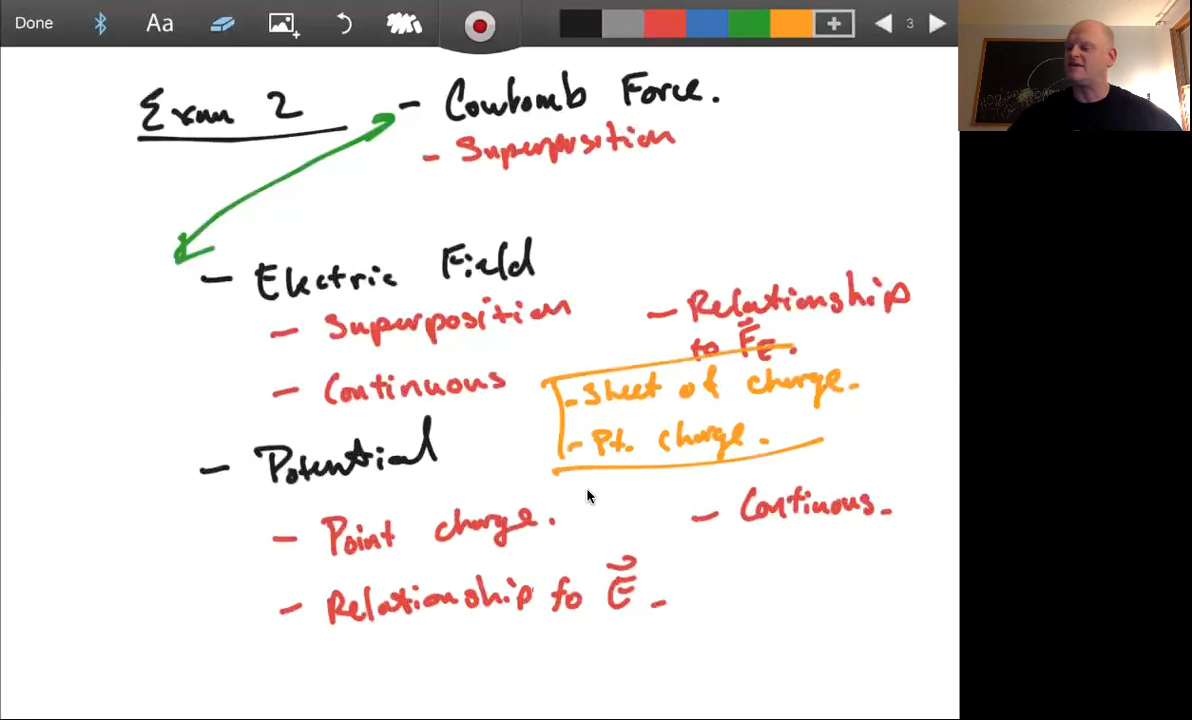 Done
Aa
3
Exam 2
- Coulomb Force.
- Superposition
- Electric Field
- Superposition
- Relationship
to F⃗E.
- Continuous
- Sheet of charge.
- Pt. charge.
- Potential
- Point charge.
- Continuous.
- Relationship to E⃗.